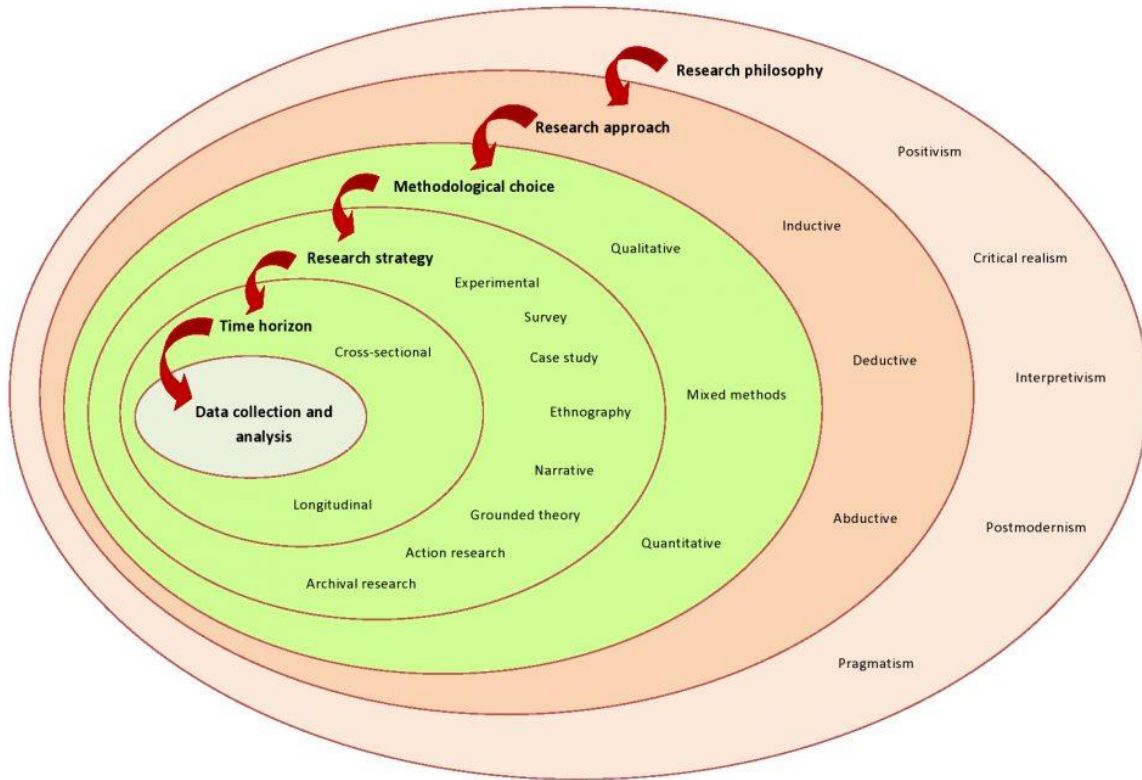 Research philosophy
Research approach
Positivism
Methodological choice
Inductive
Qualitative
Research strategy
Critical realism
Experimental
Survey
Time horizon
Cross-sectional
Case study
Deductive
Interpretivism
Mixed methods
Data collection and
analysis
Ethnography
Narrative
Longitudinal
Grounded theory
Abductive
Postmodernism
Quantitative
Action research
Archival research
Pragmatism